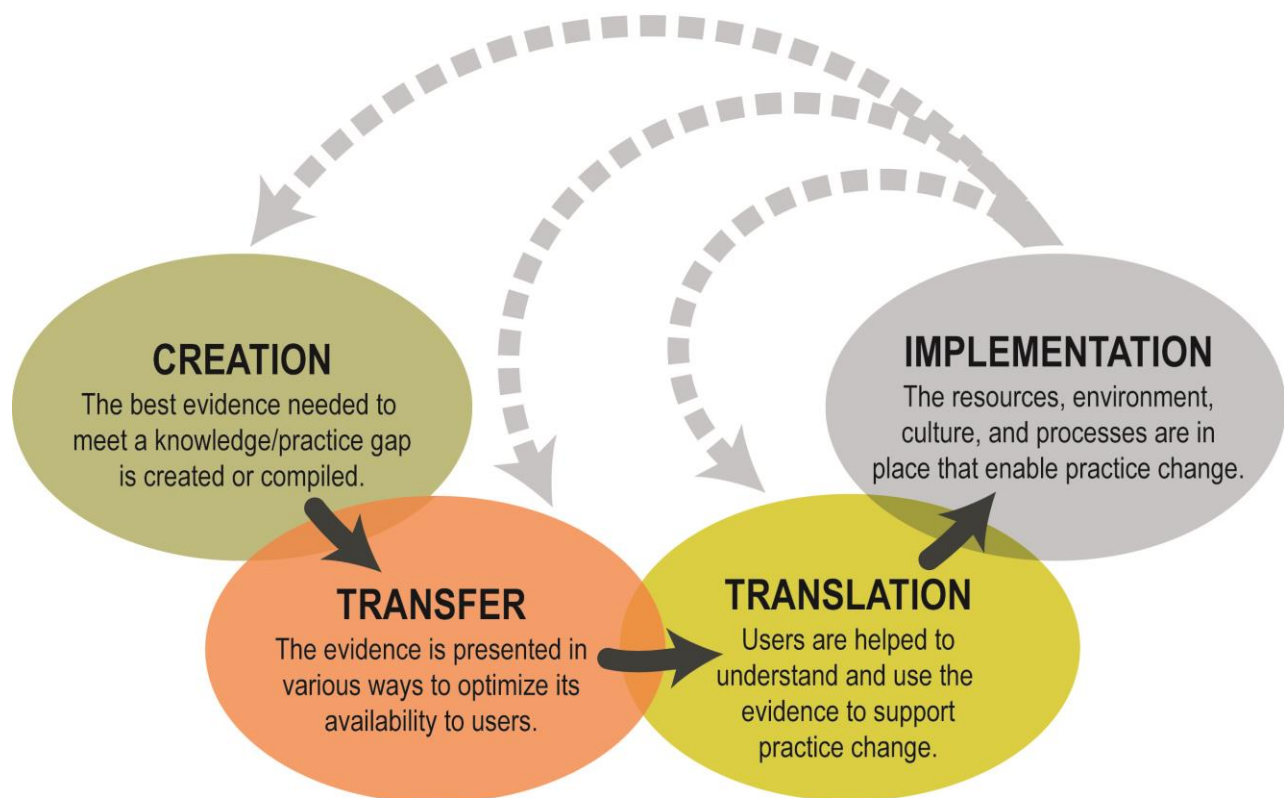 CREATION
The best evidence needed to
meet a knowledge/practice gap
is created or compiled.
TRANSFER
The evidence is presented in
various ways to optimize its
availability to users.
TRANSLATION
Users are helped to
understand and use the
evidence to support
practice change.
IMPLEMENTATION
The resources, environment,
culture, and processes are in
place that enable practice change.